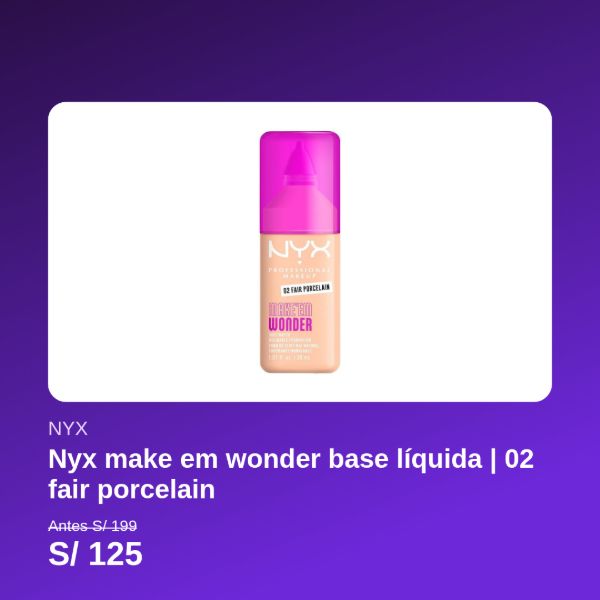 NYX
PROFESSIONAL
MAKEUP
02 FAIR PORCELAIN
MAKE EM
WONDER
NYX
Nyx make em wonder base líquida | 02
fair porcelain
Antes S/ 199
S/ 125